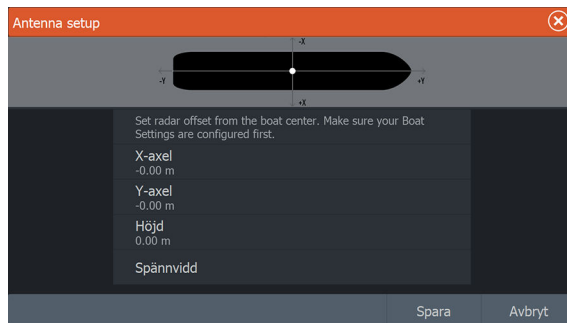 Antenna setup
-X
-Y
+Y
+X
Set radar offset from the boat center. Make sure your Boat
Settings are configured first.
X-axel
-0.00 m
Y-axel
-0.00 m
Höjd
0.00 m
Spännvidd
Spara
Avbryt